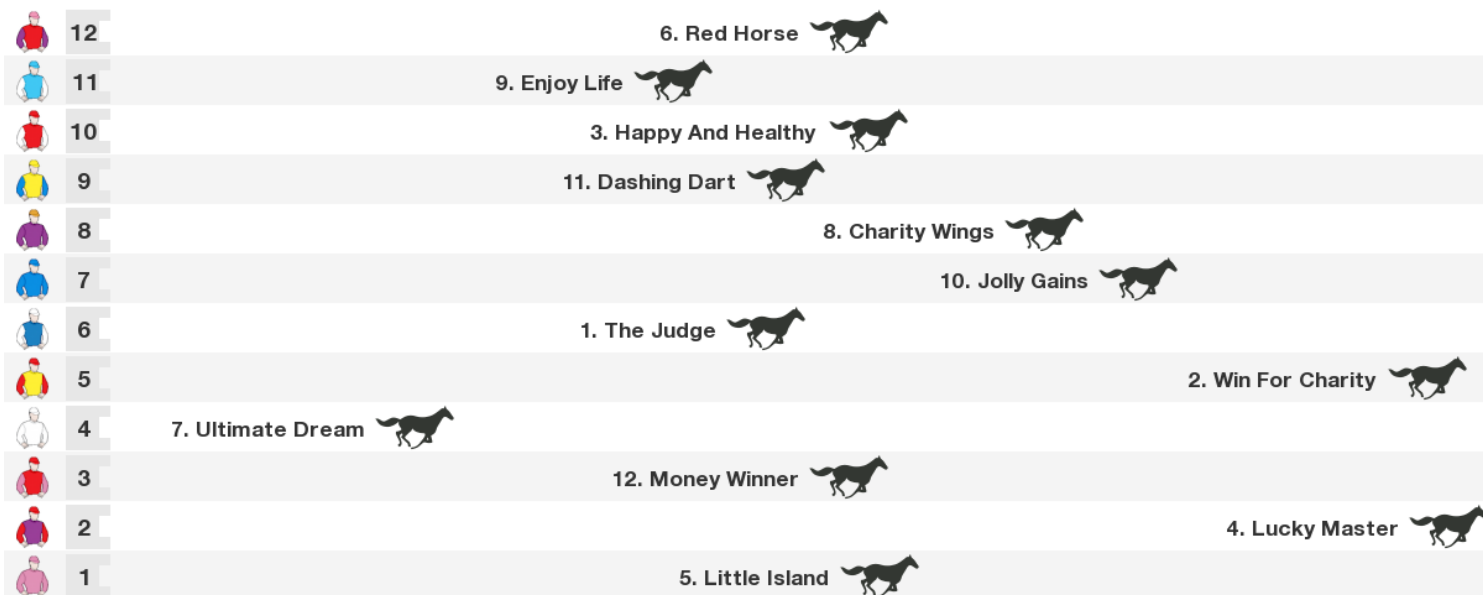 12 6. Red Horse
11 9. Enjoy Life
10 3. Happy And Healthy
9 11. Dashing Dart
8 8. Charity Wings
7 10. Jolly Gains
6 1. The Judge
5 2. Win For Charity
4 7. Ultimate Dream
3 12. Money Winner
2 4. Lucky Master
1 5. Little Island